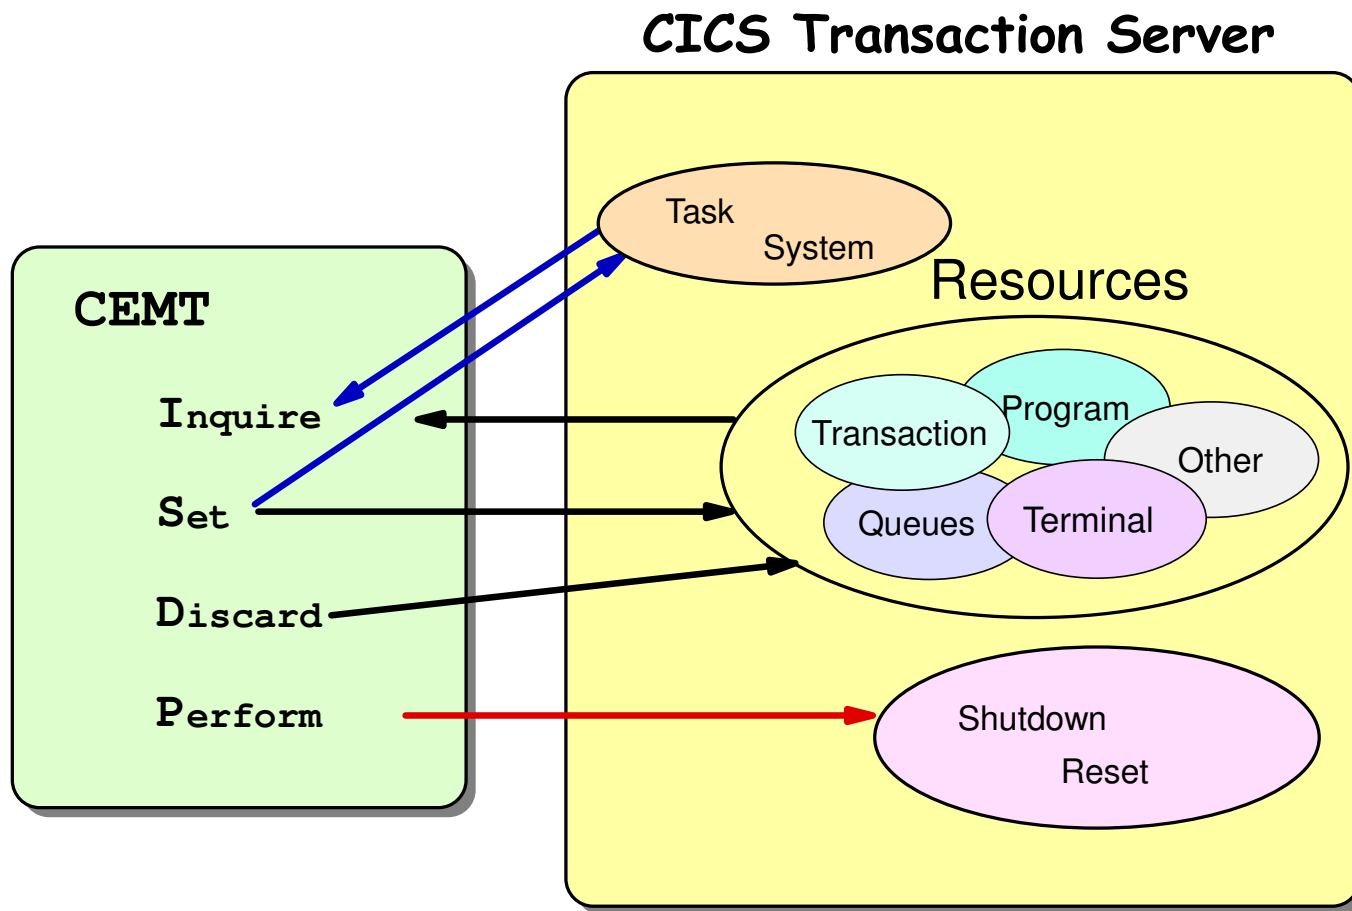 CICS Transaction Server
CEMT
Inquire
Set
Discard
Perform
Task
System
Resources
Transaction
Program
Other
Queues
Terminal
Shutdown
Reset